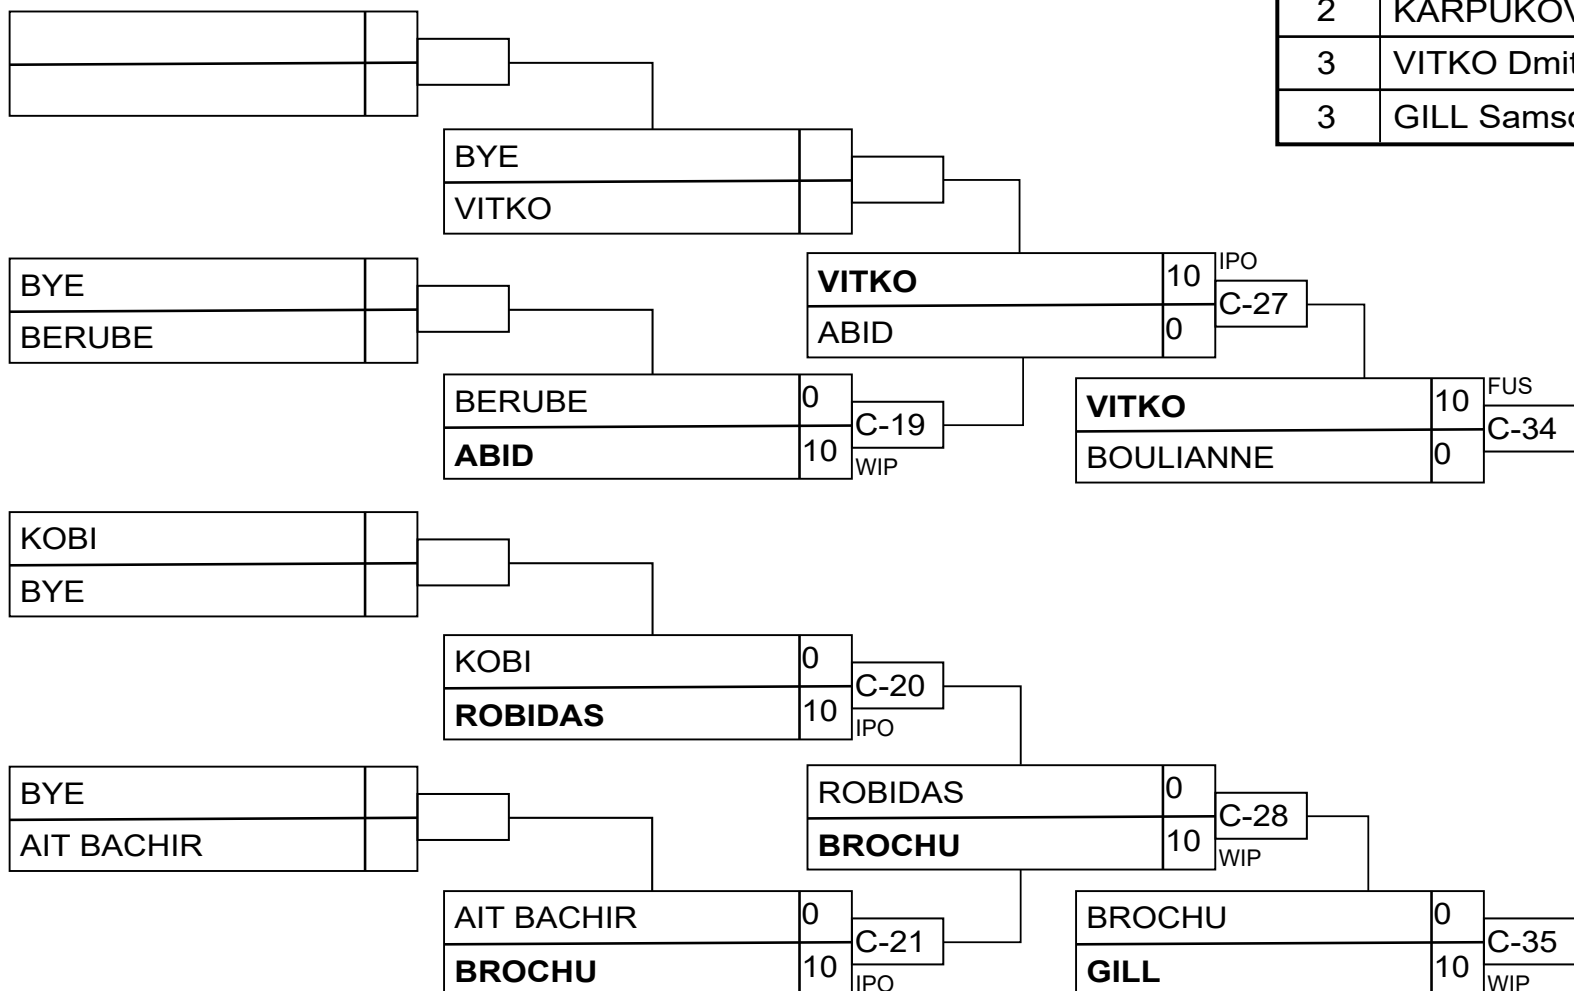 2
3 VITKO
3 GILL
BYE
VITKO
BYE
BERUBE
VITKO 10 IPO
ABID 0 C-27
BERUBE 0
ABID 10 C-19 WIP
VITKO 10 FUS
BOULIANNE 0 C-34
KOBI
BYE
KOBI 0
ROBIDAS 10 C-20 IPO
BYE
AIT BACHIR
ROBIDAS 0
BROCHU 10 C-28 WIP
AIT BACHIR 0
BROCHU 10 C-21 IPO
BROCHU 0
GILL 10 C-35 WIP